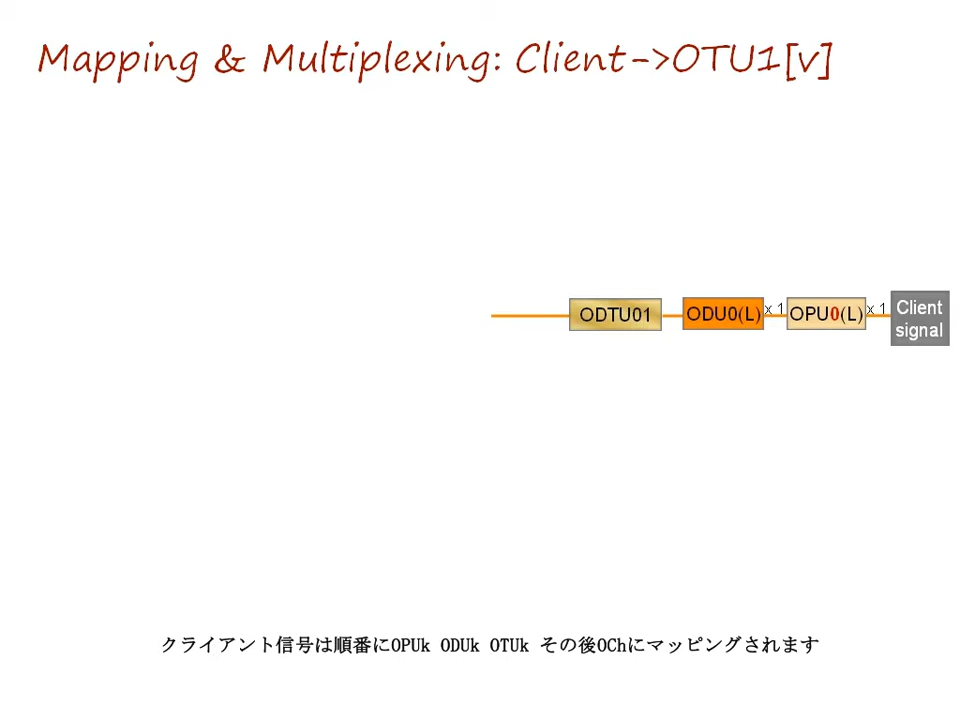 Mapping & Multiplexing: Client->OTU1[v]
ODTU01 ODU0(L) x 1 OPU0(L) x 1 Client
signal
クライアント信号は順番にOPUk ODUk OTUk その後OChにマッピングされます